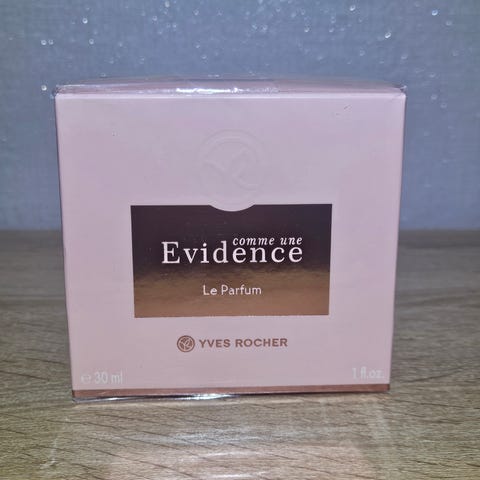 comme une
Evidence
Le Parfum
YVES ROCHER
℮ 30 ml
1 fl.oz.